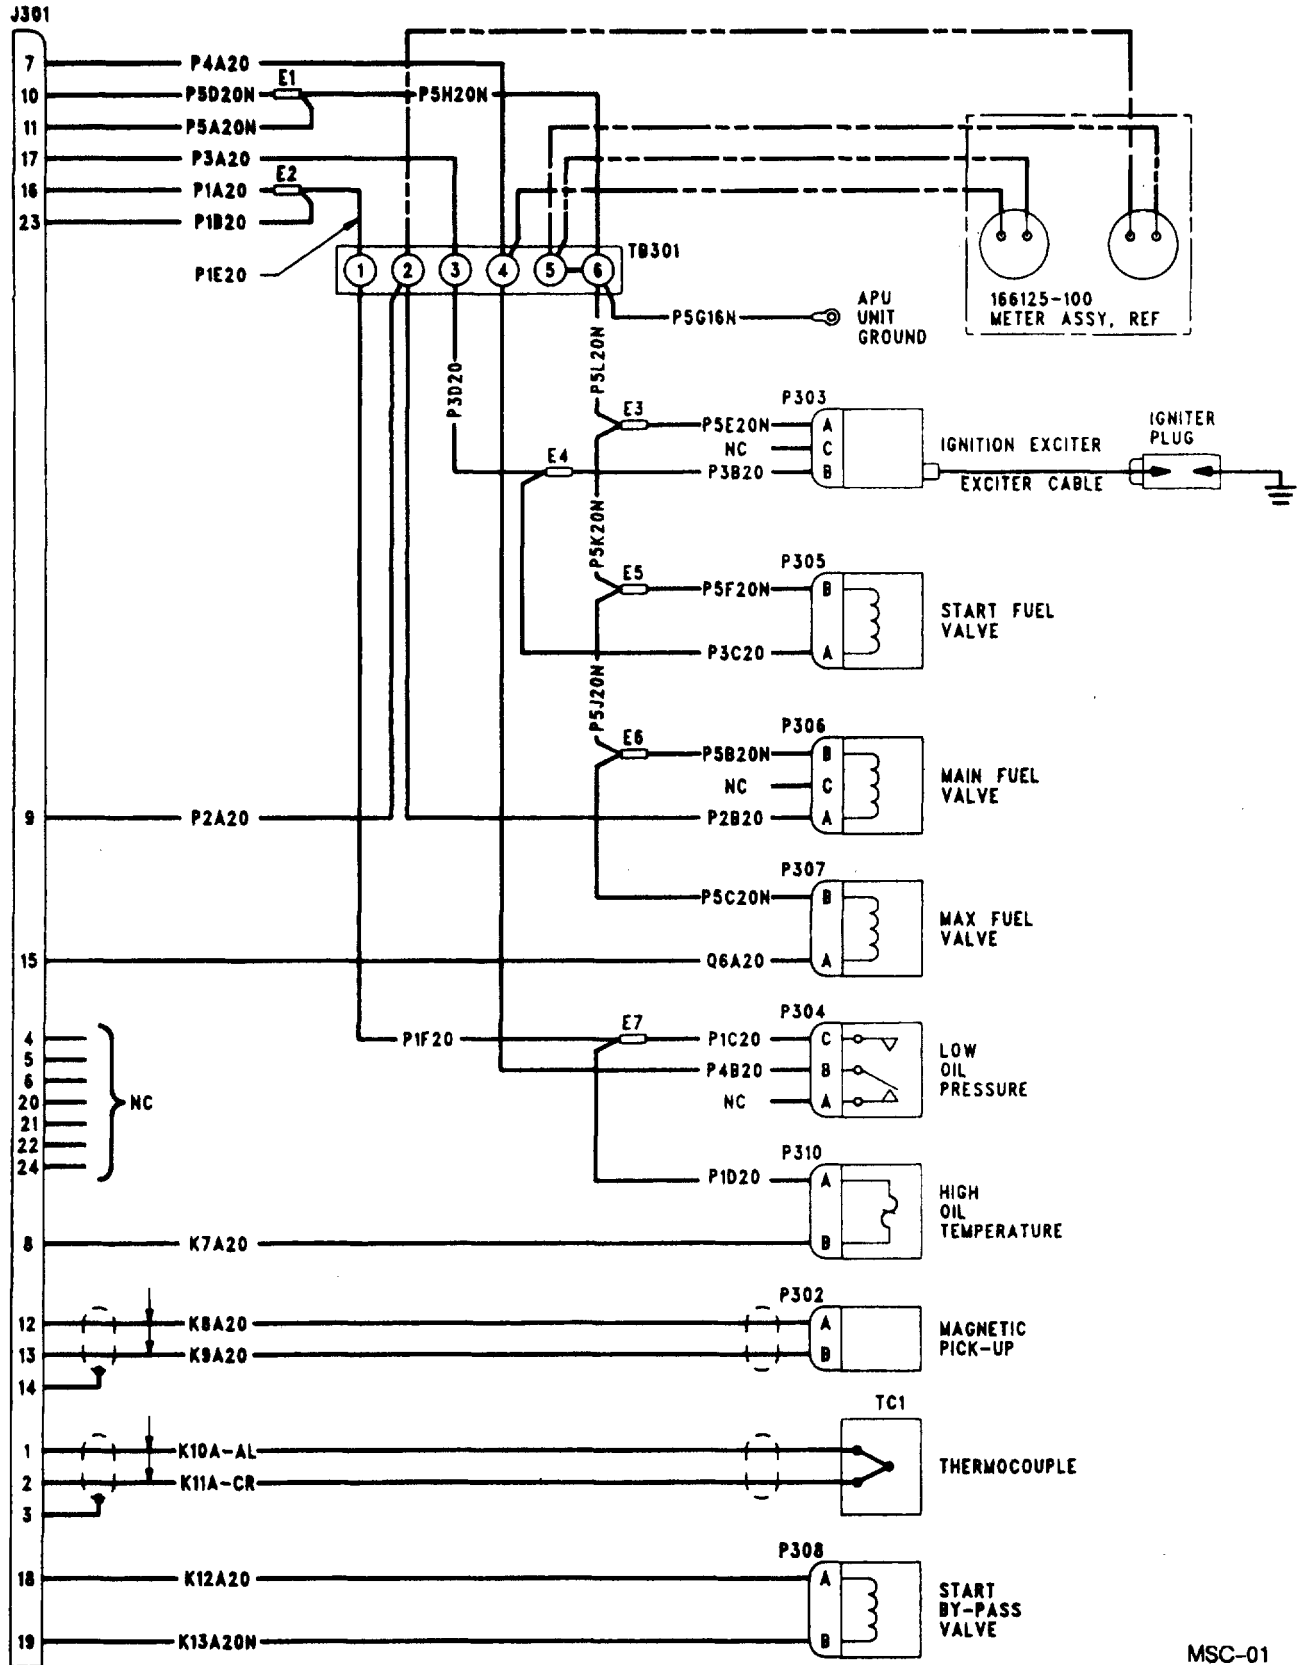 J301
7 P4A20
E1
10 P5D20N P5H20N
11 P5A20N
17 P3A20
E2
16 P1A20
23 P1B20
P1E20
1 2 3 4 5 6
TB301
166125-100
METER ASSY, REF
P5G16N
APU
UNIT
GROUND
P5L20N
P3D20
P303
E3
P5E20N A
NC C
E4
P3B20 B
IGNITION EXCITER
EXCITER CABLE
IGNITER
PLUG
P5K20N
P305
E5
P5F20N B
P3C20 A
START FUEL
VALVE
P5J20N
P306
E6
P5B20N B
NC C
9 P2A20
P2B20 A
MAIN FUEL
VALVE
P307
P5C20N B
15 Q6A20 A
MAX FUEL
VALVE
P304
E7
P1F20 P1C20 C
P4B20 B
NC A
LOW
OIL
PRESSURE
4
5
6
20
21
22
24
NC
P310
P1D20 A
8 K7A20 B
HIGH
OIL
TEMPERATURE
P302
12 K8A20 A
13 K9A20 B
14
MAGNETIC
PICK-UP
TC1
1 K10A-AL
2 K11A-CR
3
THERMOCOUPLE
P308
18 K12A20 A
19 K13A20N B
START
BY-PASS
VALVE
MSC-01